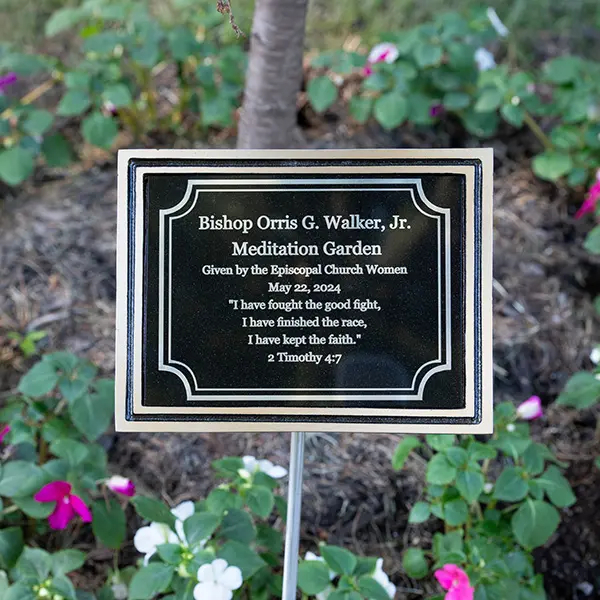 Bishop Orris G. Walker, Jr.
Meditation Garden
Given by the Episcopal Church Women
May 22, 2024
"I have fought the good fight,
I have finished the race,
I have kept the faith."
2 Timothy 4:7